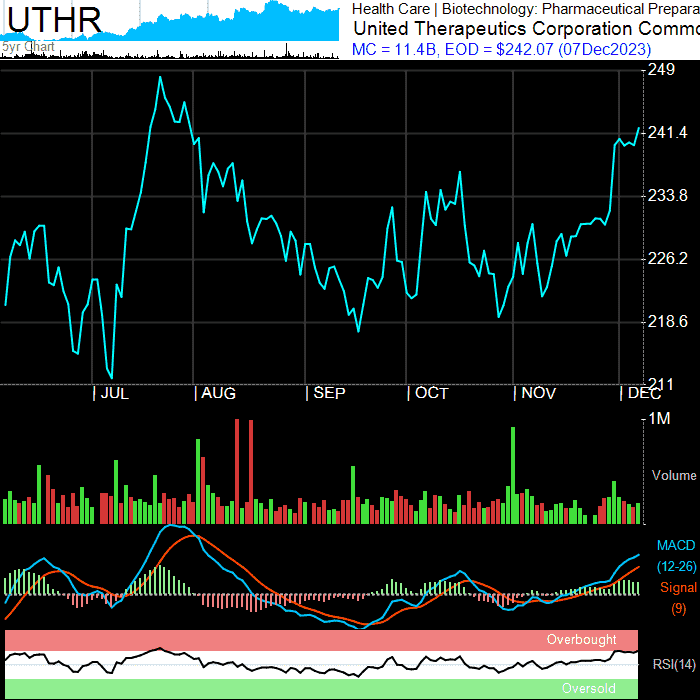 UTHR
5yr Chart
Health Care | Biotechnology: Pharmaceutical Prepara
United Therapeutics Corporation Commo
MC = 11.4B, EOD = $242.07 (07Dec2023)
249
241.4
233.8
226.2
218.6
211
| JUL | AUG | SEP | OCT | NOV | DEC
1M
Volume
MACD
(12-26)
Signal
(9)
Overbought
RSI(14)
Oversold